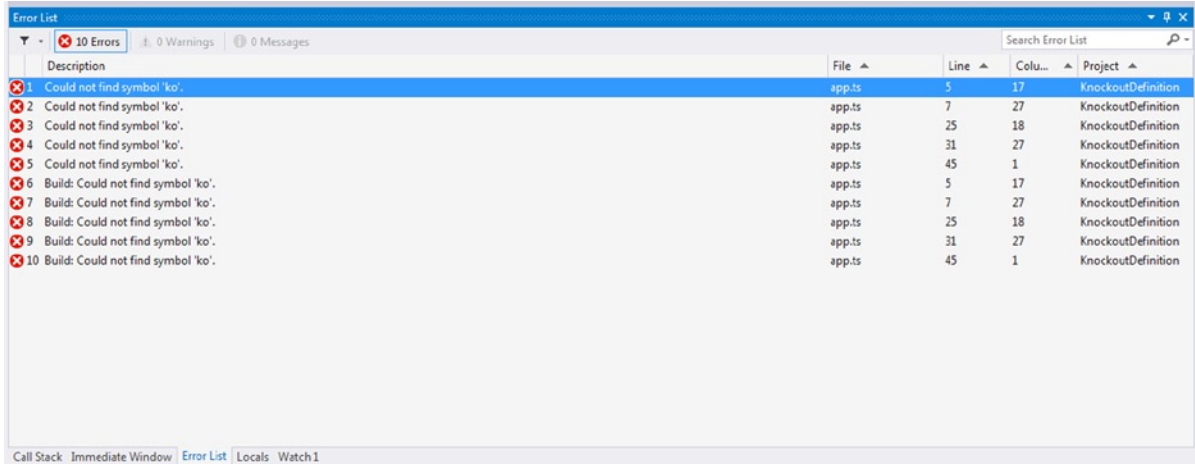 Error List
10 Errors 0 Warnings 0 Messages Search Error List
Description File Line Colu... Project
1 Could not find symbol 'ko'. app.ts 5 17 KnockoutDefinition
2 Could not find symbol 'ko'. app.ts 7 27 KnockoutDefinition
3 Could not find symbol 'ko'. app.ts 25 18 KnockoutDefinition
4 Could not find symbol 'ko'. app.ts 31 27 KnockoutDefinition
5 Could not find symbol 'ko'. app.ts 45 1 KnockoutDefinition
6 Build: Could not find symbol 'ko'. app.ts 5 17 KnockoutDefinition
7 Build: Could not find symbol 'ko'. app.ts 7 27 KnockoutDefinition
8 Build: Could not find symbol 'ko'. app.ts 25 18 KnockoutDefinition
9 Build: Could not find symbol 'ko'. app.ts 31 27 KnockoutDefinition
10 Build: Could not find symbol 'ko'. app.ts 45 1 KnockoutDefinition
Call Stack Immediate Window Error List Locals Watch 1